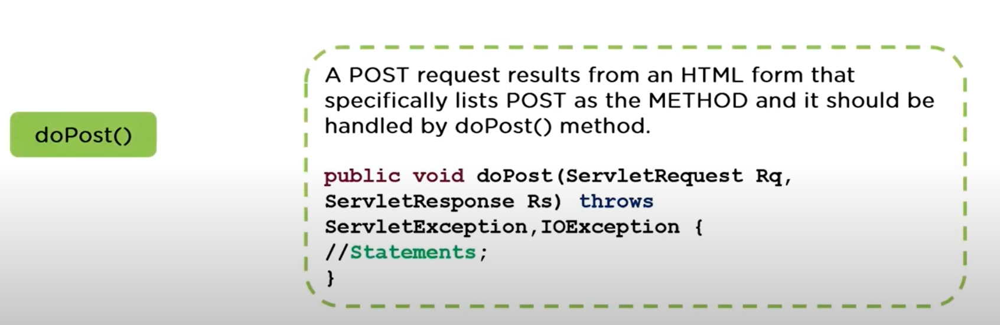 doPost()
A POST request results from an HTML form that
specifically lists POST as the METHOD and it should be
handled by doPost() method.
public void doPost(ServletRequest Rq,
ServletResponse Rs) throws
ServletException,IOException {
//Statements;
}